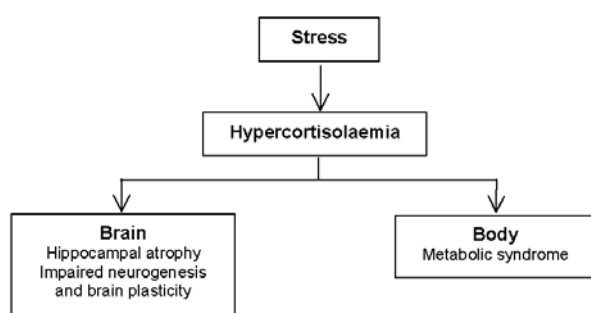 Stress
Hypercortisolaemia
Brain
Hippocampal atrophy
Impaired neurogenesis
and brain plasticity
Body
Metabolic syndrome